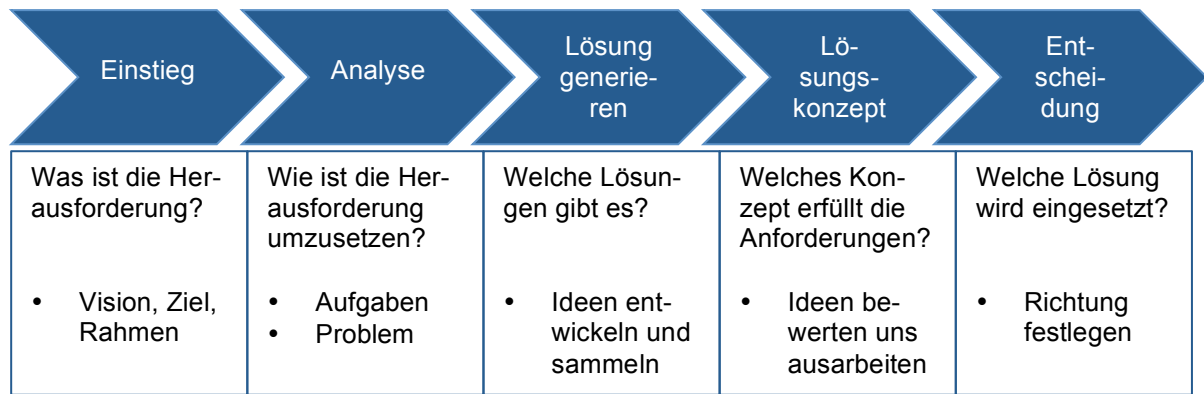 Einstieg
Analyse
Lösung
generie-
ren
Lö-
sungs-
konzept
Ent-
schei-
dung
Was ist die Her-
ausforderung?
• Vision, Ziel,
Rahmen
Wie ist die Her-
ausforderung
umzusetzen?
• Aufgaben
• Problem
Welche Lösun-
gen gibt es?
• Ideen ent-
wickeln und
sammeln
Welches Kon-
zept erfüllt die
Anforderungen?
• Ideen be-
werten uns
ausarbeiten
Welche Lösung
wird eingesetzt?
• Richtung
festlegen